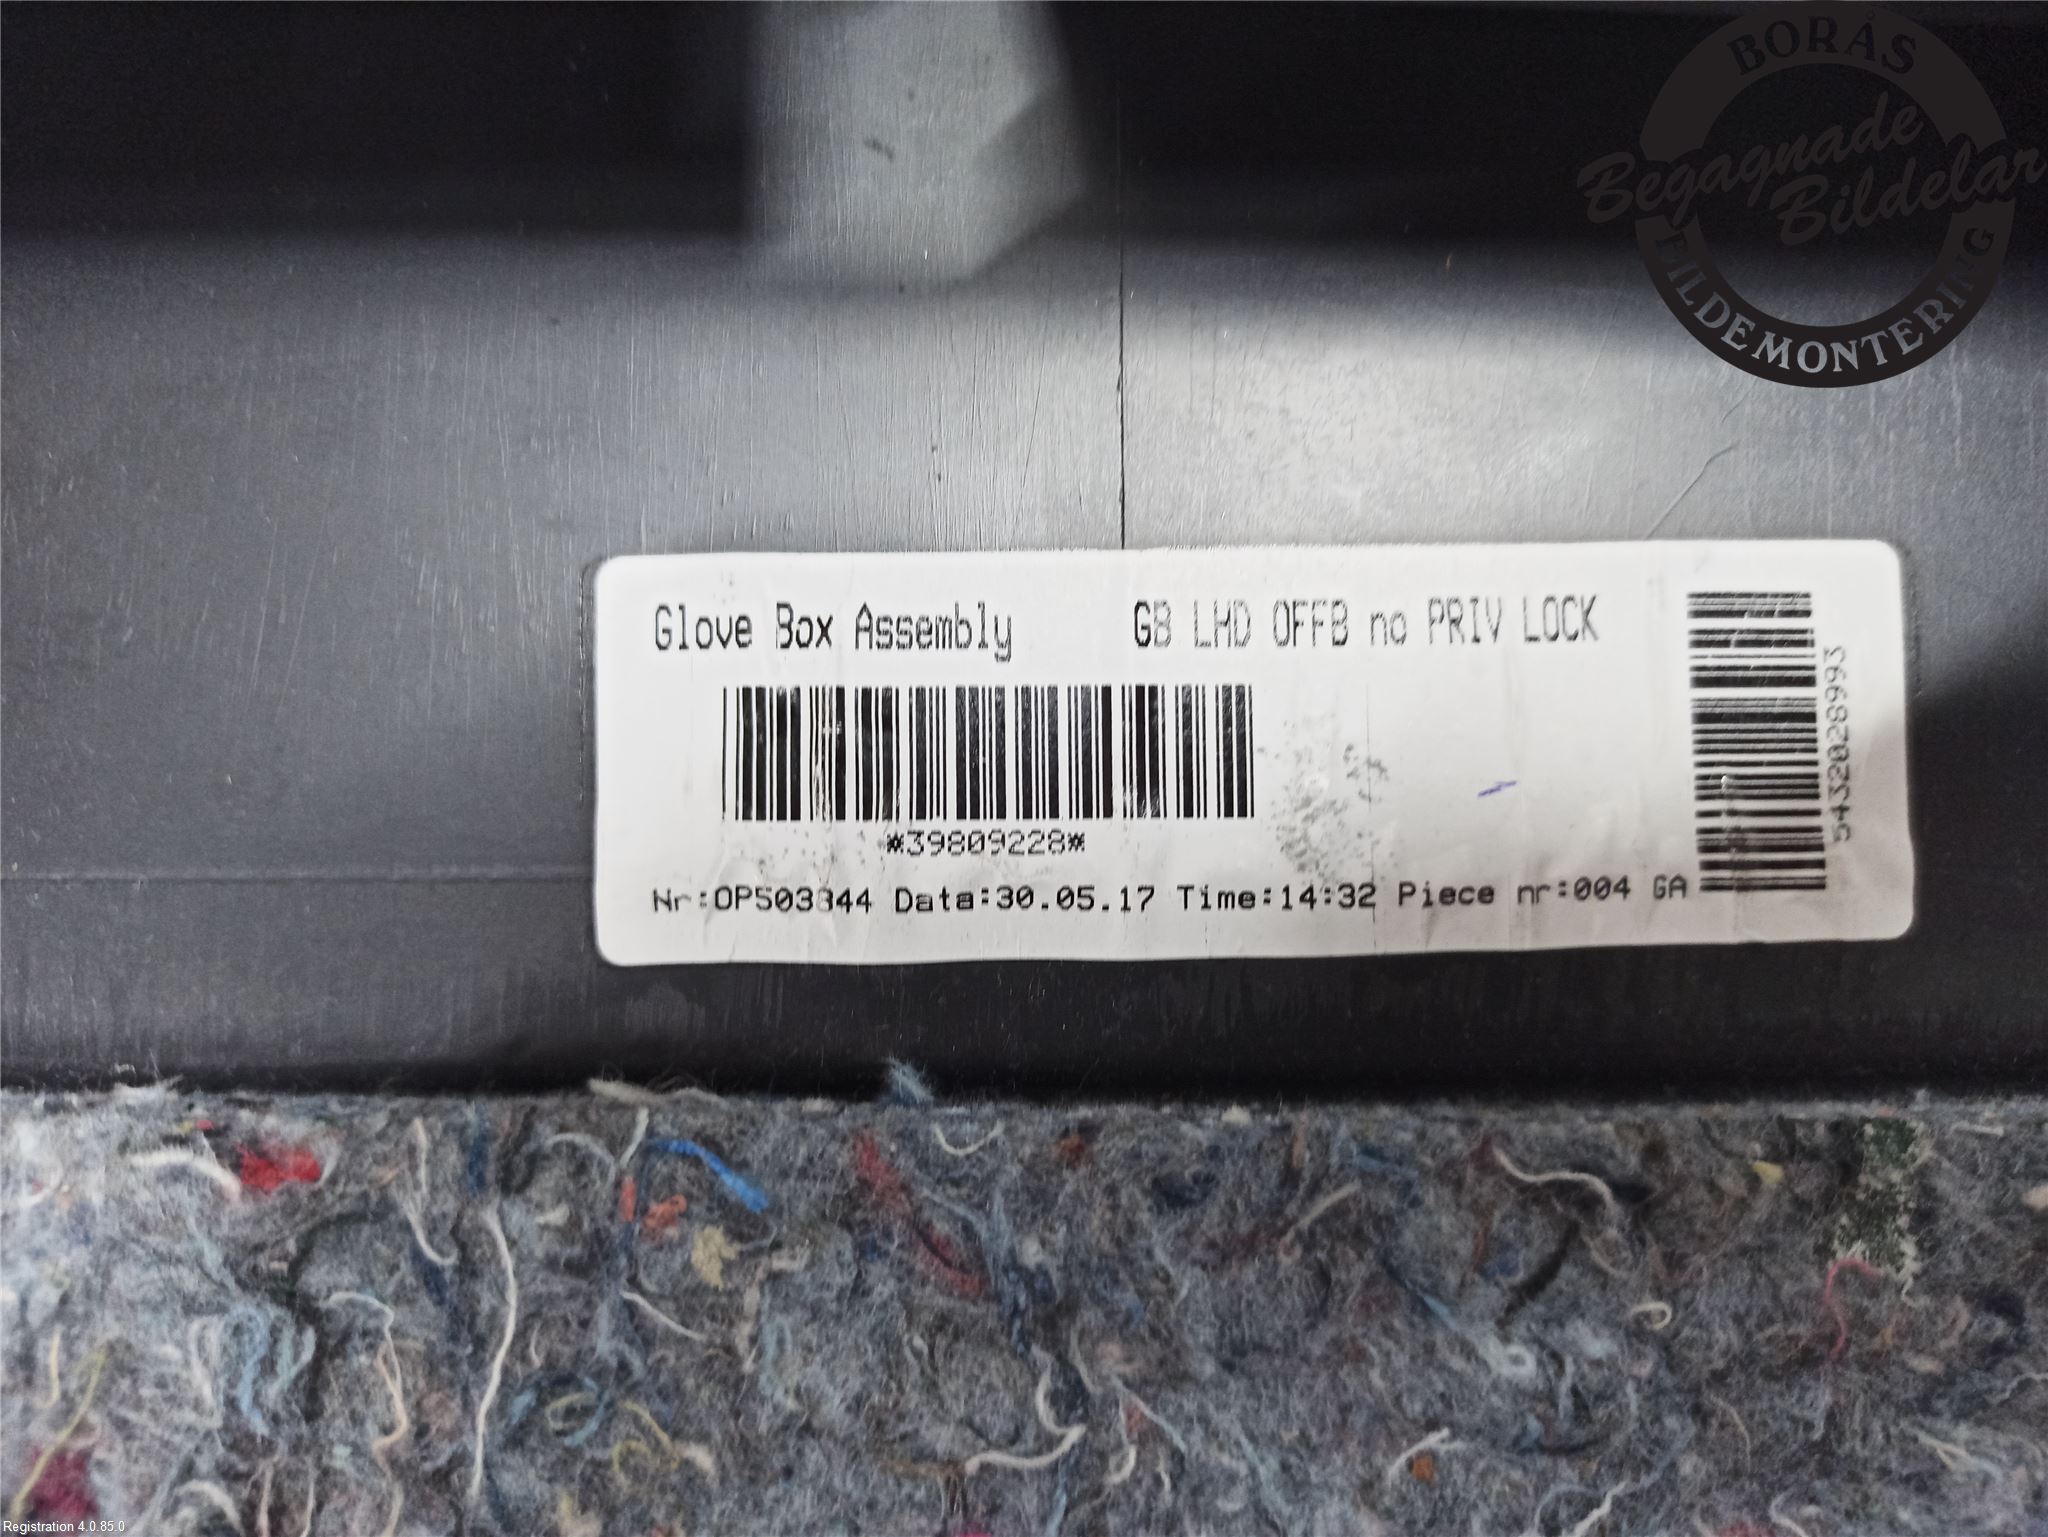 BORÅS
Begagnade
Bildelar
BILDEMONTERING
Glove Box Assembly GB LHD OFFB no PRIV LOCK
*39809228*
5432028993
Nr:OP503344 Data:30.05.17 Time:14:32 Piece nr:004 GA
Registration 4.0.85.0